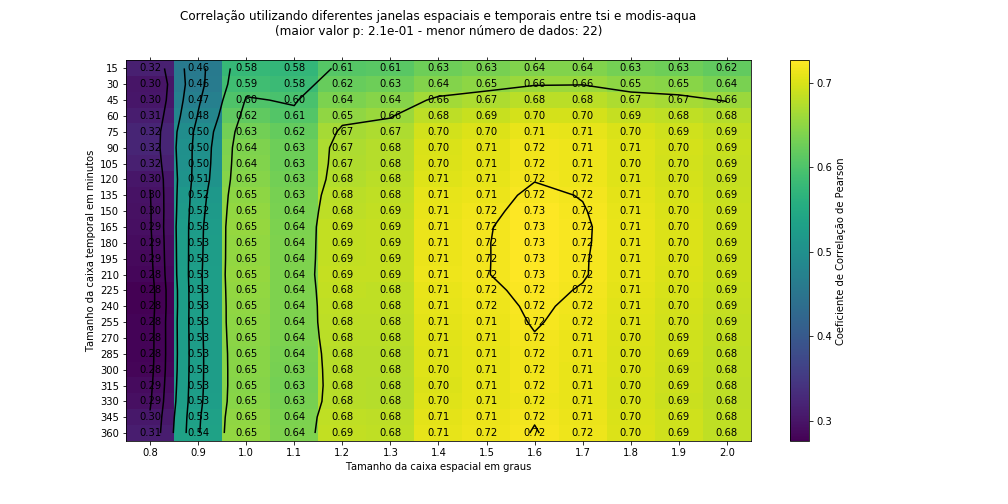 Correlação utilizando diferentes janelas espaciais e temporais entre tsi e modis-aqua
(maior valor p: 2.1e-01 - menor número de dados: 22)
Tamanho da caixa temporal em minutos
15 0.32 0.46 0.58 0.58 0.61 0.61 0.63 0.63 0.64 0.64 0.63 0.63 0.62
30 0.30 0.46 0.59 0.58 0.62 0.63 0.64 0.65 0.66 0.66 0.65 0.65 0.64
45 0.30 0.47 0.60 0.60 0.64 0.64 0.66 0.67 0.68 0.68 0.67 0.67 0.66
60 0.31 0.48 0.62 0.61 0.65 0.66 0.68 0.69 0.70 0.70 0.69 0.68 0.68
75 0.32 0.50 0.63 0.62 0.67 0.67 0.70 0.70 0.71 0.71 0.70 0.69 0.69
90 0.32 0.50 0.64 0.63 0.67 0.68 0.70 0.71 0.72 0.71 0.70 0.70 0.69
105 0.32 0.50 0.64 0.63 0.67 0.68 0.70 0.71 0.72 0.71 0.70 0.70 0.69
120 0.30 0.51 0.65 0.63 0.68 0.68 0.70 0.71 0.72 0.72 0.71 0.70 0.69
135 0.30 0.52 0.65 0.64 0.68 0.69 0.71 0.71 0.72 0.72 0.71 0.70 0.69
150 0.30 0.52 0.65 0.64 0.68 0.69 0.71 0.72 0.73 0.72 0.71 0.70 0.69
165 0.29 0.53 0.65 0.64 0.69 0.69 0.71 0.72 0.73 0.72 0.71 0.70 0.69
180 0.29 0.53 0.65 0.64 0.69 0.69 0.71 0.72 0.73 0.72 0.71 0.70 0.69
195 0.29 0.53 0.65 0.64 0.69 0.69 0.71 0.72 0.73 0.72 0.71 0.70 0.69
210 0.28 0.53 0.65 0.64 0.69 0.69 0.71 0.72 0.73 0.72 0.71 0.70 0.69
225 0.28 0.53 0.65 0.64 0.68 0.68 0.71 0.72 0.72 0.72 0.71 0.70 0.69
240 0.28 0.53 0.65 0.64 0.68 0.68 0.71 0.72 0.72 0.72 0.71 0.70 0.69
255 0.28 0.53 0.65 0.64 0.68 0.68 0.71 0.71 0.72 0.72 0.71 0.70 0.69
270 0.28 0.53 0.65 0.64 0.68 0.68 0.71 0.71 0.72 0.71 0.70 0.70 0.68
285 0.28 0.53 0.65 0.64 0.68 0.68 0.71 0.71 0.72 0.71 0.70 0.69 0.68
300 0.28 0.53 0.65 0.63 0.68 0.68 0.70 0.71 0.72 0.71 0.70 0.69 0.68
315 0.29 0.53 0.65 0.63 0.68 0.68 0.70 0.71 0.72 0.71 0.70 0.69 0.68
330 0.29 0.53 0.65 0.63 0.68 0.68 0.70 0.71 0.72 0.71 0.70 0.69 0.68
345 0.30 0.53 0.65 0.64 0.68 0.68 0.71 0.71 0.72 0.71 0.70 0.69 0.68
360 0.31 0.54 0.65 0.64 0.68 0.68 0.71 0.71 0.72 0.72 0.70 0.69 0.68
0.8 0.9 1.0 1.1 1.2 1.3 1.4 1.5 1.6 1.7 1.8 1.9 2.0
Tamanho da caixa espacial em graus
0.7
0.6
0.5
0.4
0.3
Coeficiente de Correlação de Pearson